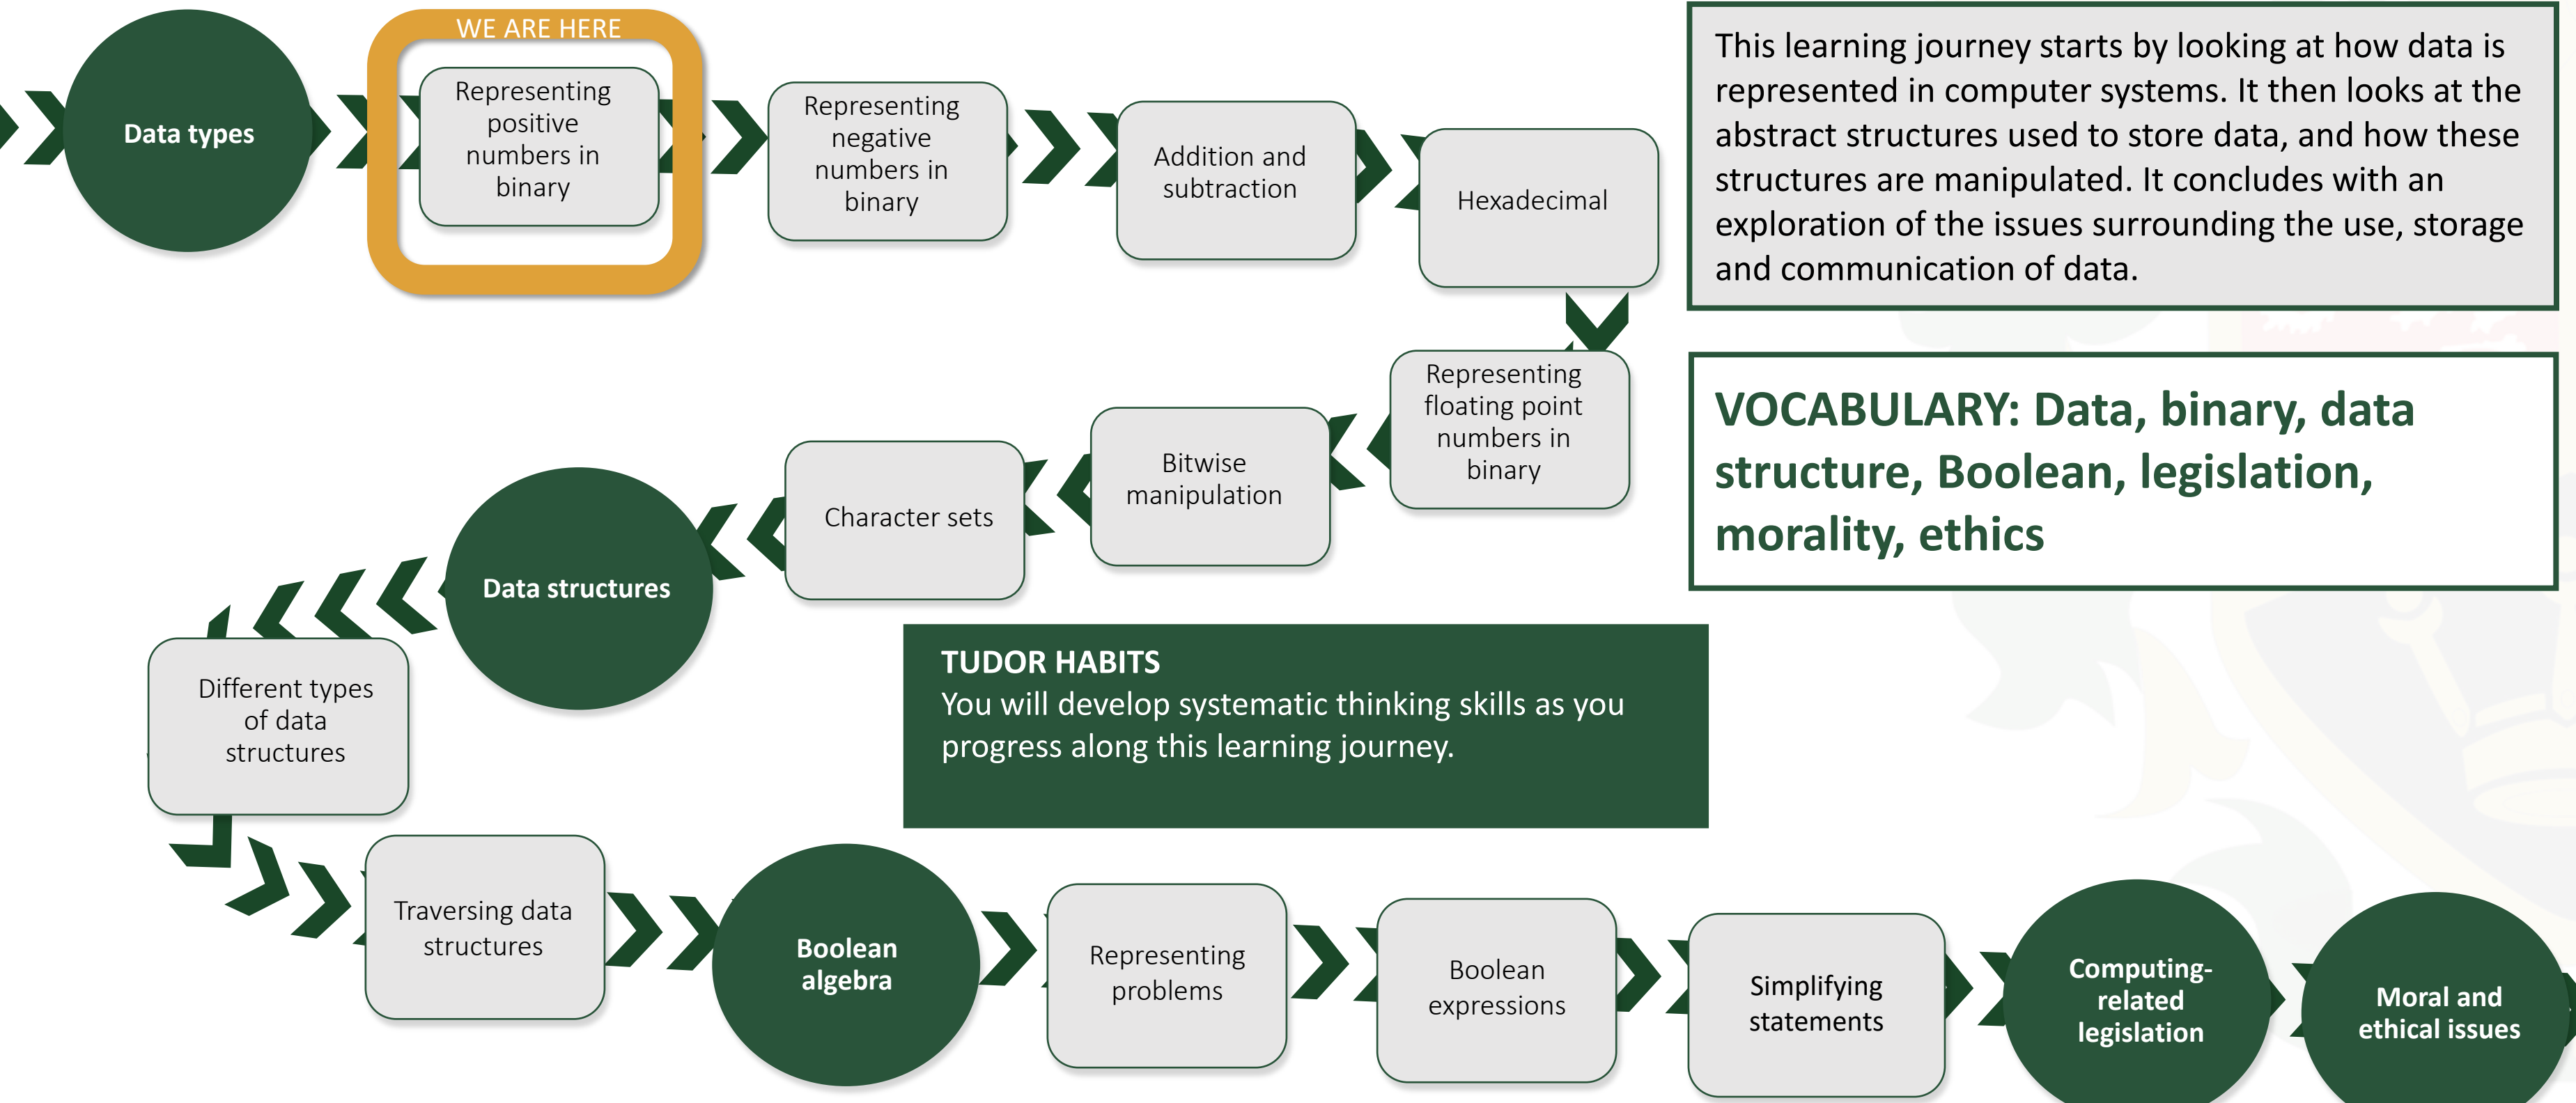 WE ARE HERE
Data types
Representing
positive
numbers in
binary
Representing
negative
numbers in
binary
Addition and
subtraction
Hexadecimal
This learning journey starts by looking at how data is
represented in computer systems. It then looks at the
abstract structures used to store data, and how these
structures are manipulated. It concludes with an
exploration of the issues surrounding the use, storage
and communication of data.
Representing
floating point
numbers in
binary
Bitwise
manipulation
Character sets
Data structures
VOCABULARY: Data, binary, data
structure, Boolean, legislation,
morality, ethics
Different types
of data
structures
TUDOR HABITS
You will develop systematic thinking skills as you
progress along this learning journey.
Traversing data
structures
Boolean
algebra
Representing
problems
Boolean
expressions
Simplifying
statements
Computing-
related
legislation
Moral and
ethical issues